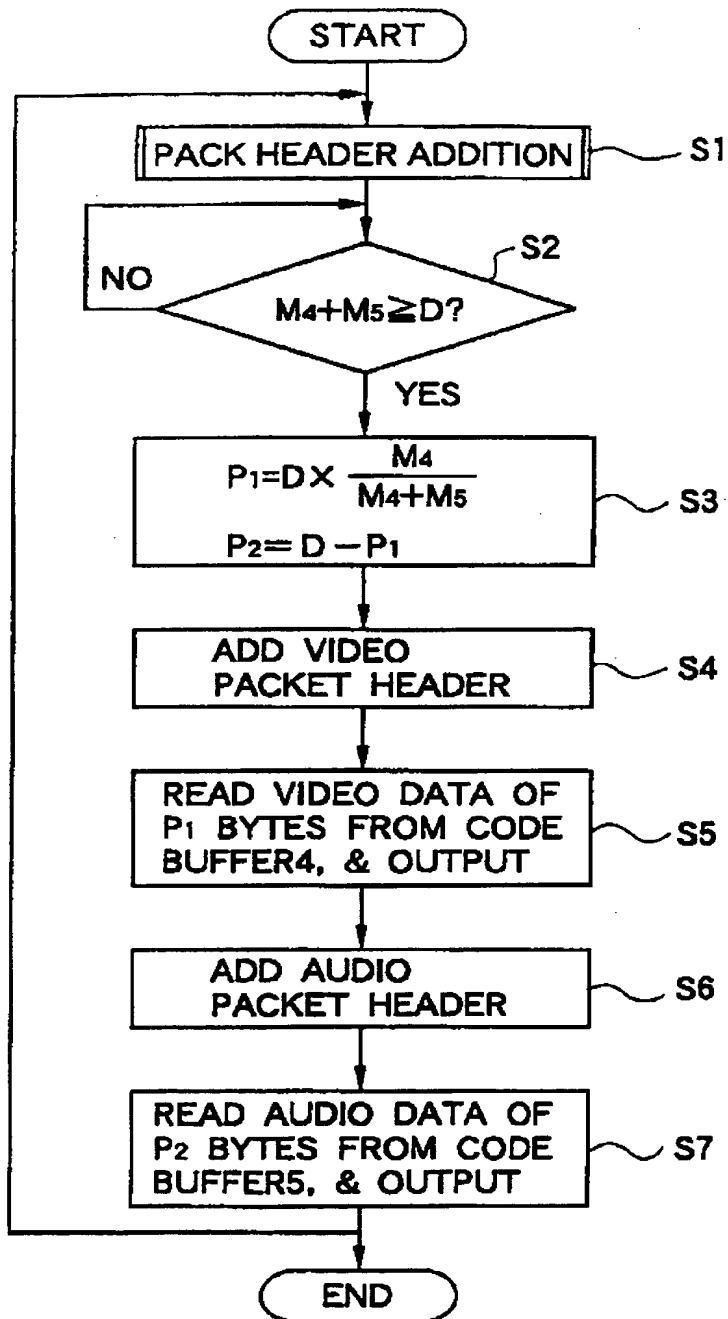 START
PACK HEADER ADDITION
S1
S2
NO
M4+M5≧D?
YES
P1=D× M4
M4+M5
S3
P2= D – P1
ADD VIDEO
PACKET HEADER
S4
READ VIDEO DATA OF
P1 BYTES FROM CODE
BUFFER4, & OUTPUT
S5
ADD AUDIO
PACKET HEADER
S6
READ AUDIO DATA OF
P2 BYTES FROM CODE
BUFFER5, & OUTPUT
S7
END